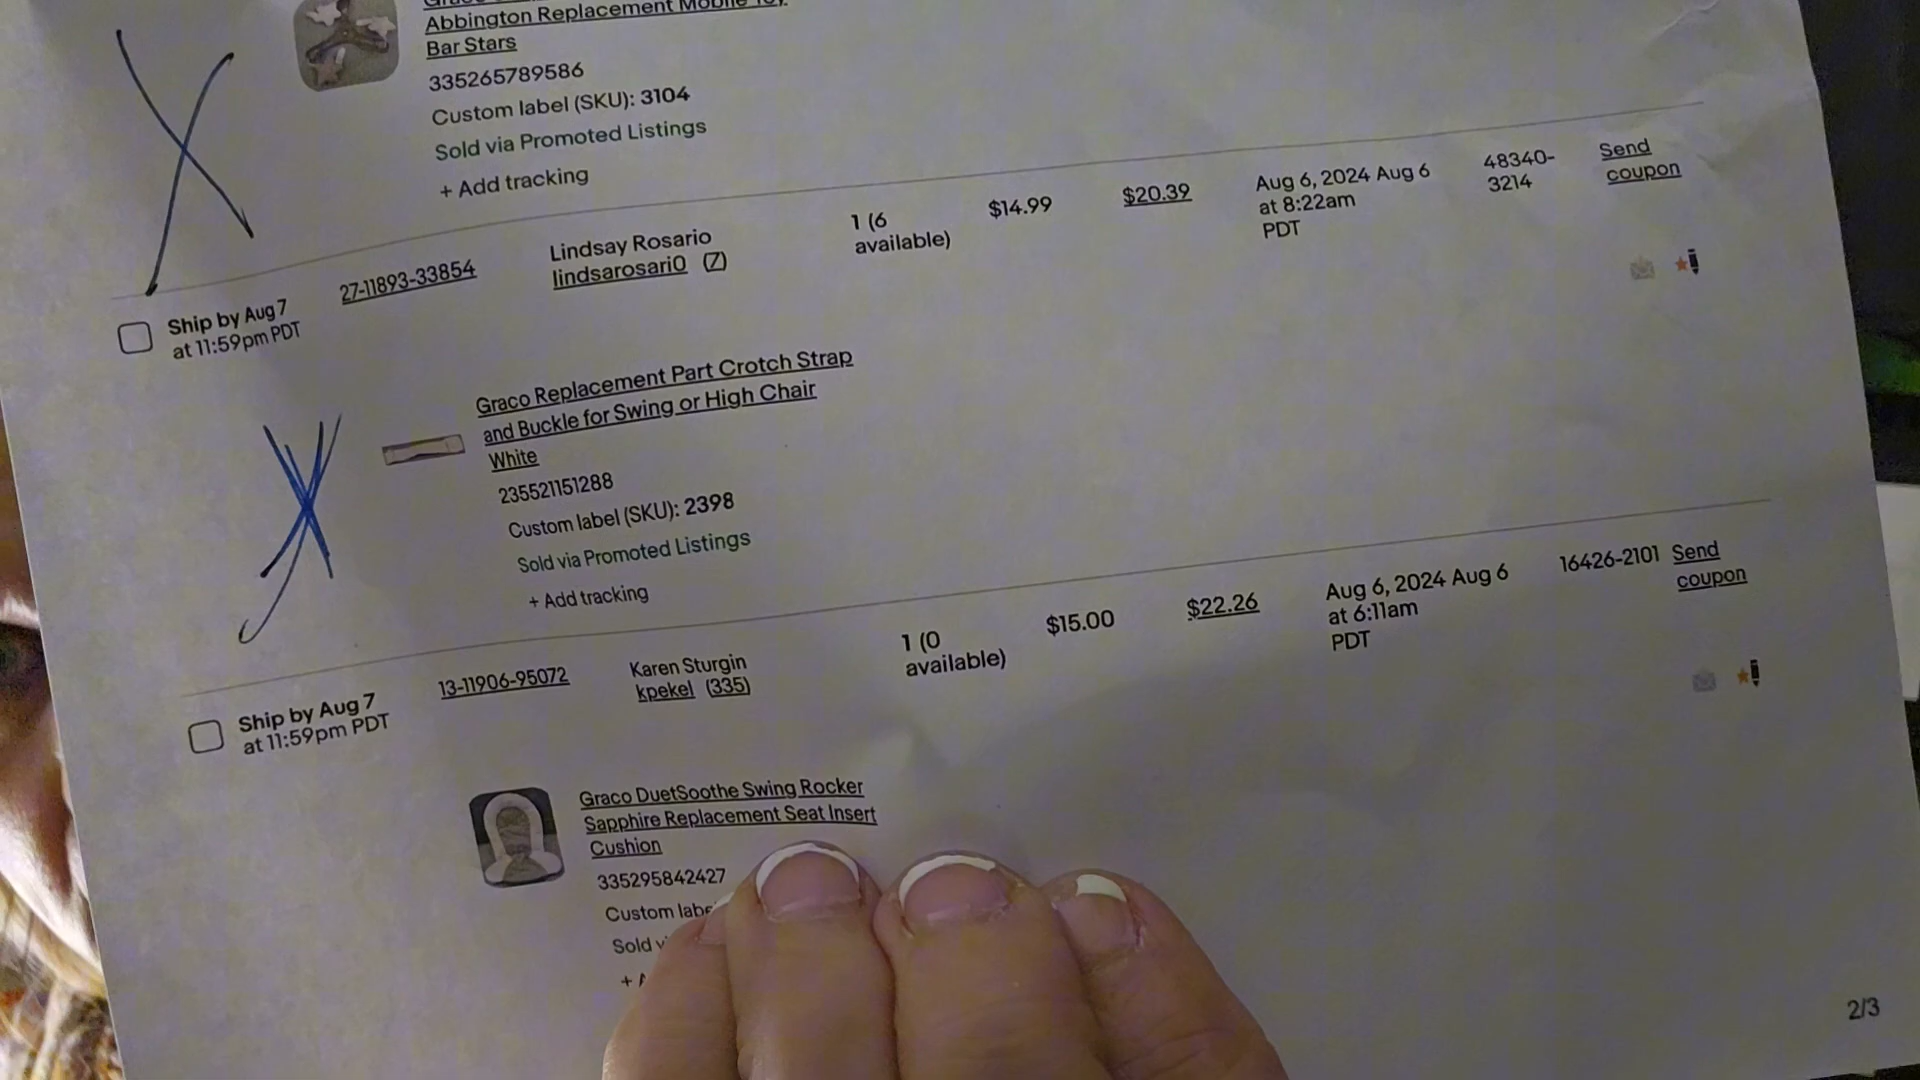 Abbington Replacement Mobile Toy
Bar Stars
335265789586
Custom label (SKU): 3104
Sold via Promoted Listings
+ Add tracking
Ship by Aug 7
at 11:59pm PDT
27-11893-33854
Lindsay Rosario
lindsarosari0 (7)
1 (6
available)
$14.99
$20.39
Aug 6, 2024 Aug 6
at 8:22am
PDT
48340-
3214
Send
coupon
Graco Replacement Part Crotch Strap
and Buckle for Swing or High Chair
White
235521151288
Custom label (SKU): 2398
Sold via Promoted Listings
+ Add tracking
Ship by Aug 7
at 11:59pm PDT
13-11906-95072
Karen Sturgin
kpekel (335)
1 (0
available)
$15.00
$22.26
Aug 6, 2024 Aug 6
at 6:11am
PDT
16426-2101
Send
coupon
Graco DuetSoothe Swing Rocker
Sapphire Replacement Seat Insert
Cushion
335295842427
Custom
Sold
+
2/3